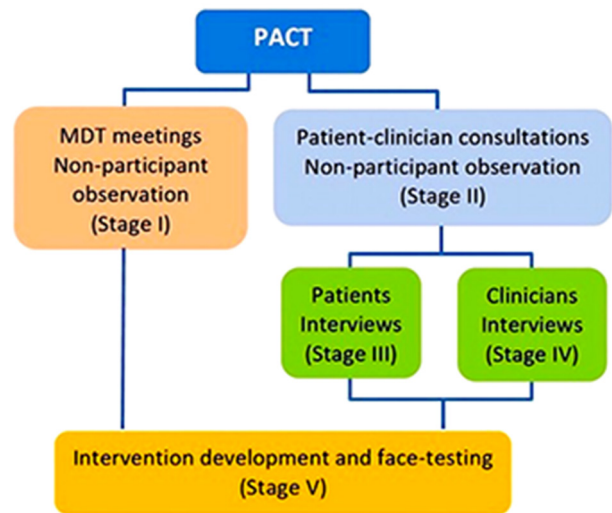 PACT
MDT meetings
Non-participant
observation
(Stage I)
Patient-clinician consultations
Non-participant observation
(Stage II)
Patients
Interviews
(Stage III)
Clinicians
Interviews
(Stage IV)
Intervention development and face-testing
(Stage V)